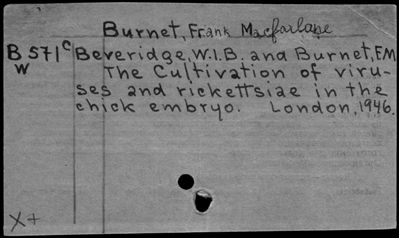 Burnet, Frank Macfarlane
B 571c Beveridge, W.I.B. and Burnet, F.M
W The Cultivation of viru-
ses and rickettsiae in the
chick embryo. London, 1946.
X+